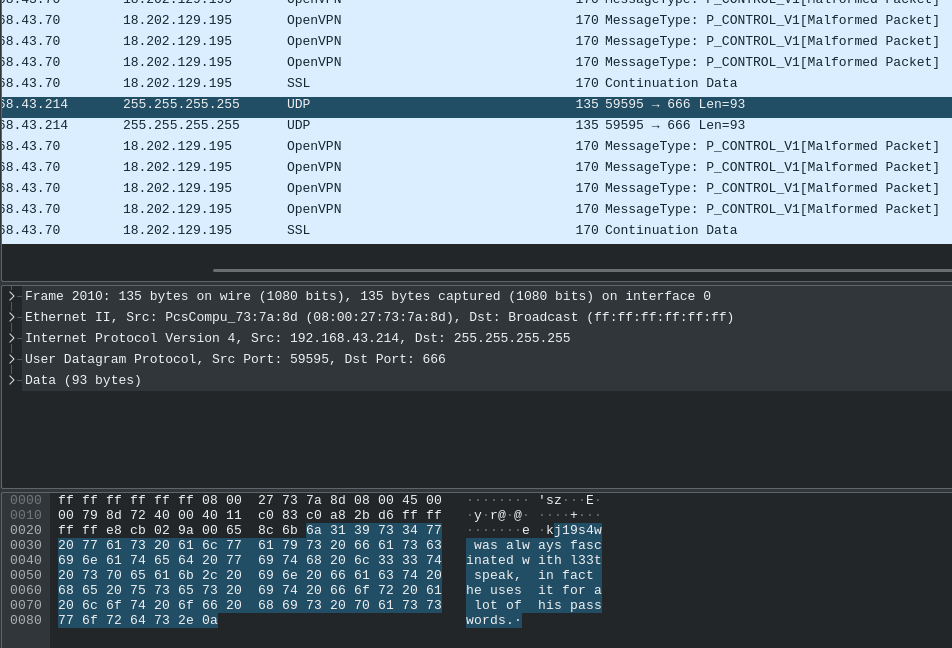 68.43.70 18.202.129.195 OpenVPN 170 MessageType: P_CONTROL_V1[Malformed Packet]
68.43.70 18.202.129.195 OpenVPN 170 MessageType: P_CONTROL_V1[Malformed Packet]
68.43.70 18.202.129.195 OpenVPN 170 MessageType: P_CONTROL_V1[Malformed Packet]
68.43.70 18.202.129.195 OpenVPN 170 MessageType: P_CONTROL_V1[Malformed Packet]
68.43.70 18.202.129.195 SSL 170 Continuation Data
68.43.214 255.255.255.255 UDP 135 59595 → 666 Len=93
68.43.214 255.255.255.255 UDP 135 59595 → 666 Len=93
68.43.70 18.202.129.195 OpenVPN 170 MessageType: P_CONTROL_V1[Malformed Packet]
68.43.70 18.202.129.195 OpenVPN 170 MessageType: P_CONTROL_V1[Malformed Packet]
68.43.70 18.202.129.195 OpenVPN 170 MessageType: P_CONTROL_V1[Malformed Packet]
68.43.70 18.202.129.195 OpenVPN 170 MessageType: P_CONTROL_V1[Malformed Packet]
68.43.70 18.202.129.195 SSL 170 Continuation Data
Frame 2010: 135 bytes on wire (1080 bits), 135 bytes captured (1080 bits) on interface 0
Ethernet II, Src: PcsCompu_73:7a:8d (08:00:27:73:7a:8d), Dst: Broadcast (ff:ff:ff:ff:ff:ff)
Internet Protocol Version 4, Src: 192.168.43.214, Dst: 255.255.255.255
User Datagram Protocol, Src Port: 59595, Dst Port: 666
Data (93 bytes)
0000 ff ff ff ff ff ff 08 00 27 73 7a 8d 08 00 45 00 ········ 'sz···E·
0010 00 79 8d 72 40 00 40 11 c0 83 c0 a8 2b d6 ff ff ·y·r@·@· ····+···
0020 ff ff e8 cb 02 9a 00 65 8c 6b 6a 31 39 73 34 77 ·······e ·kj19s4w
0030 20 77 61 73 20 61 6c 77 61 79 73 20 66 61 73 63 was alw ays fasc
0040 69 6e 61 74 65 64 20 77 69 74 68 20 6c 33 33 74 inated w ith l33t
0050 20 73 70 65 61 6b 2c 20 69 6e 20 66 61 63 74 20 speak, in fact
0060 68 65 20 75 73 65 73 20 69 74 20 66 6f 72 20 61 he uses it for a
0070 20 6c 6f 74 20 6f 66 20 68 69 73 20 70 61 73 73 lot of his pass
0080 77 6f 72 64 73 2e 0a words.·